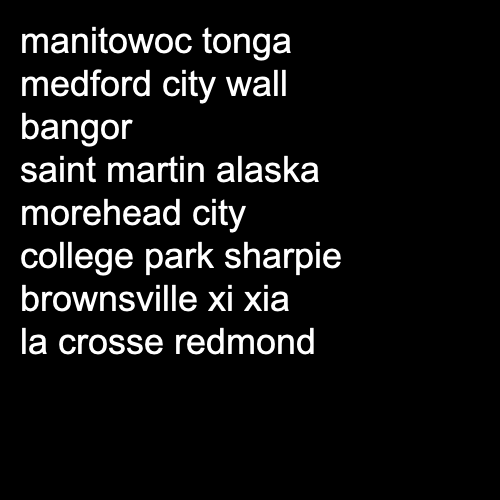 manitowoc tonga
medford city wall
bangor
saint martin alaska
morehead city
college park sharpie
brownsville xi xia
la crosse redmond